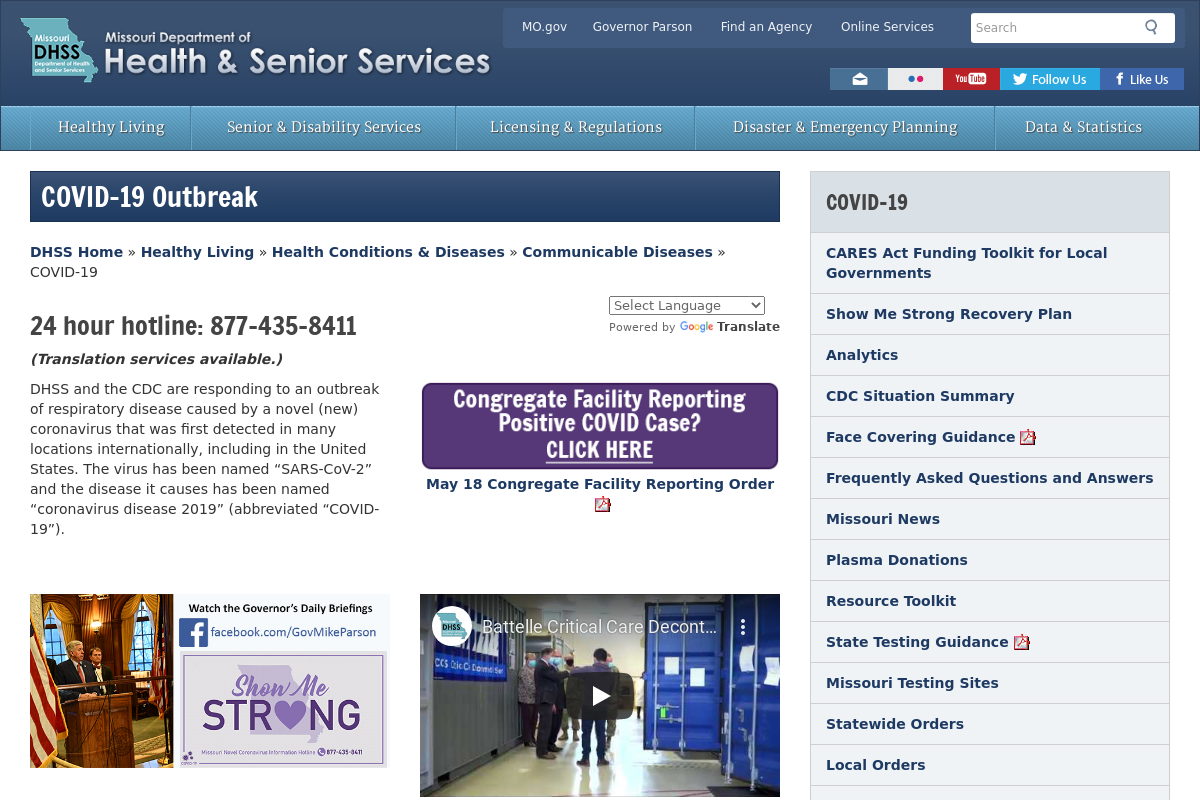 MO.gov
Governor Parson
Find an Agency
Online Services
Search
Missouri
DHSS
Department of Health
and Senior Services
Missouri Department of
Health & Senior Services
You Tube
Follow Us
Like Us
Healthy Living
Senior & Disability Services
Licensing & Regulations
Disaster & Emergency Planning
Data & Statistics
COVID-19 Outbreak
DHSS Home » Healthy Living » Health Conditions & Diseases » Communicable Diseases »
COVID-19
Select Language
Powered by Google Translate
24 hour hotline: 877-435-8411
(Translation services available.)
DHSS and the CDC are responding to an outbreak
of respiratory disease caused by a novel (new)
coronavirus that was first detected in many
locations internationally, including in the United
States. The virus has been named “SARS-CoV-2”
and the disease it causes has been named
“coronavirus disease 2019” (abbreviated “COVID-
19”).
Congregate Facility Reporting
Positive COVID Case?
CLICK HERE
May 18 Congregate Facility Reporting Order
Watch the Governor's Daily Briefings
facebook.com/GovMikeParson
Show Me
STRONG
Missouri Novel Coronavirus Information Hotline 877-435-8411
DHSS
Battelle Critical Care Decont...
COVID-19
CARES Act Funding Toolkit for Local
Governments
Show Me Strong Recovery Plan
Analytics
CDC Situation Summary
Face Covering Guidance
Frequently Asked Questions and Answers
Missouri News
Plasma Donations
Resource Toolkit
State Testing Guidance
Missouri Testing Sites
Statewide Orders
Local Orders